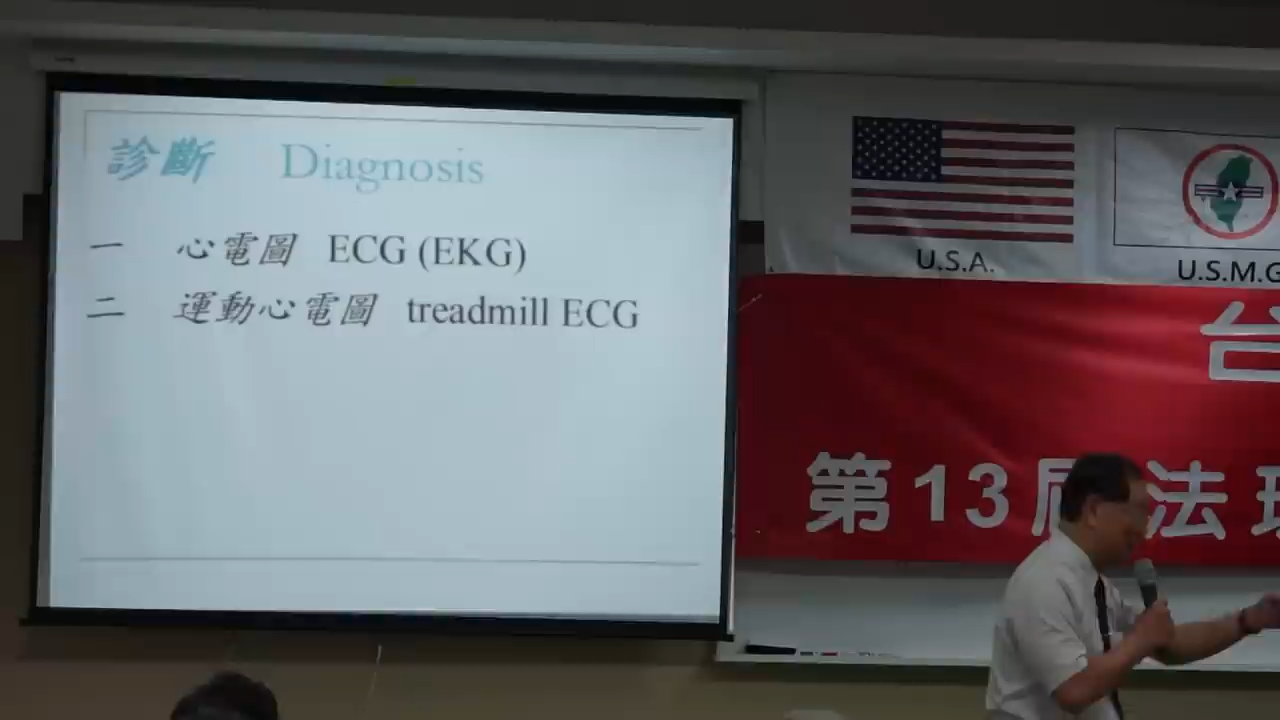 診斷 Diagnosis
一 心電圖 ECG (EKG)
二 運動心電圖 treadmill ECG
U.S.A.
U.S.M.G
台
第13屆法